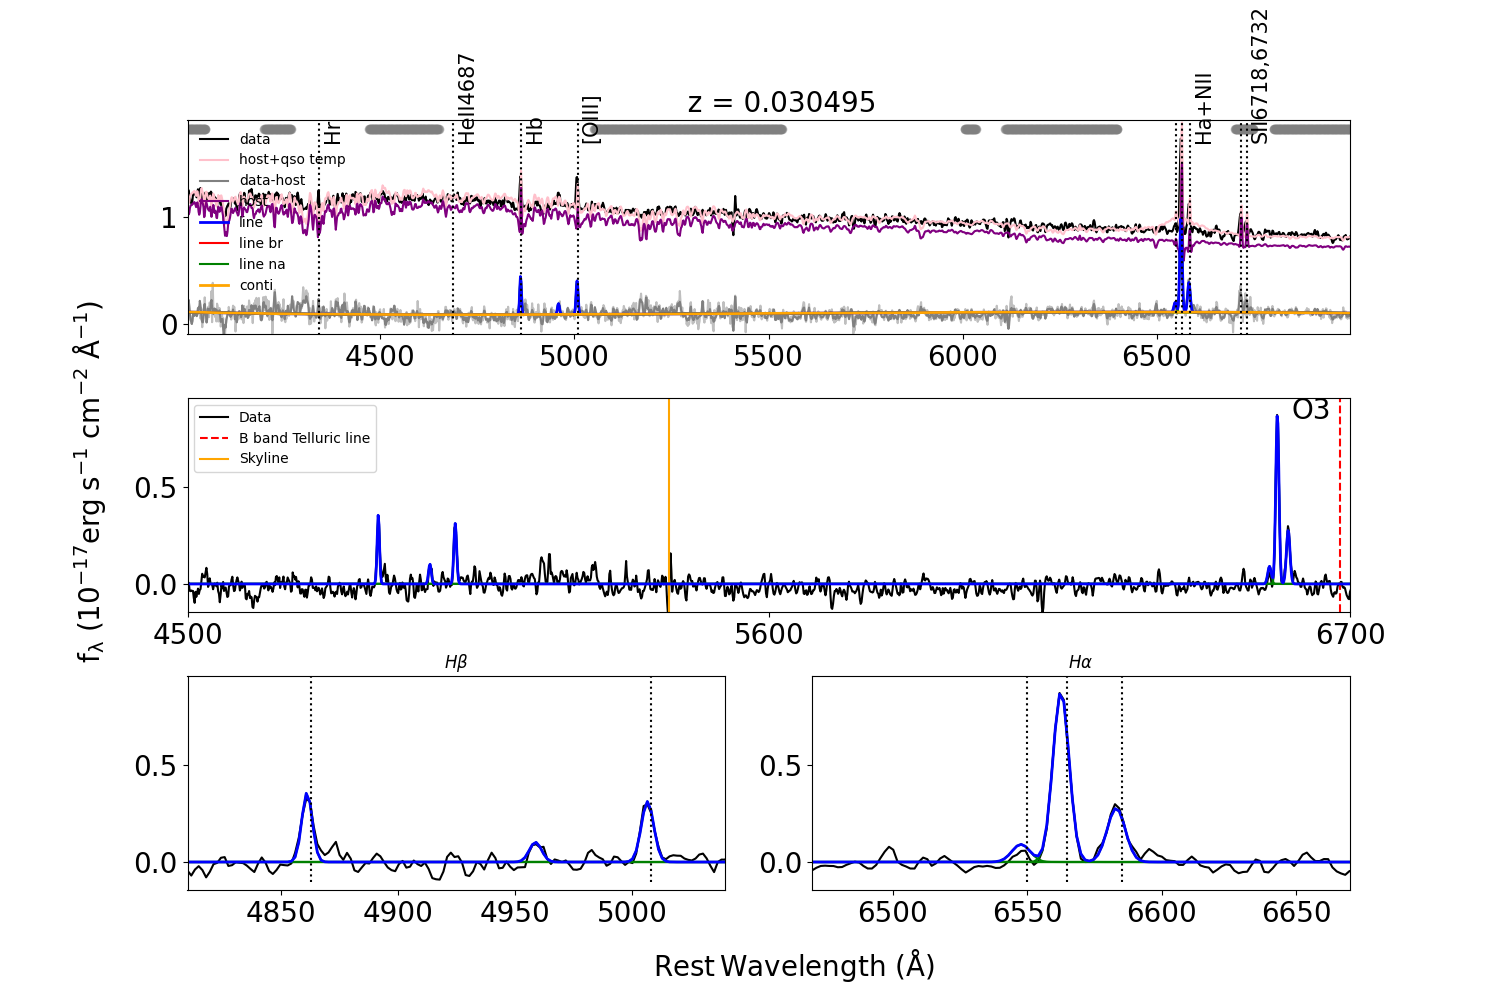 z = 0.030495
Hr
HeII4687
Hb
[OIII]
Ha+NII
SII6718,6732
data
host+qso temp
data-host
host
line
line br
line na
conti
1
0
4500
5000
5500
6000
6500
f_λ (10^−17 erg s^−1 cm^−2 Å^−1)
Data
B band Telluric line
Skyline
O3
0.5
0.0
4500
5600
6700
Hβ
0.5
0.0
4850
4900
4950
5000
Hα
0.5
0.0
6500
6550
6600
6650
Rest Wavelength (Å)